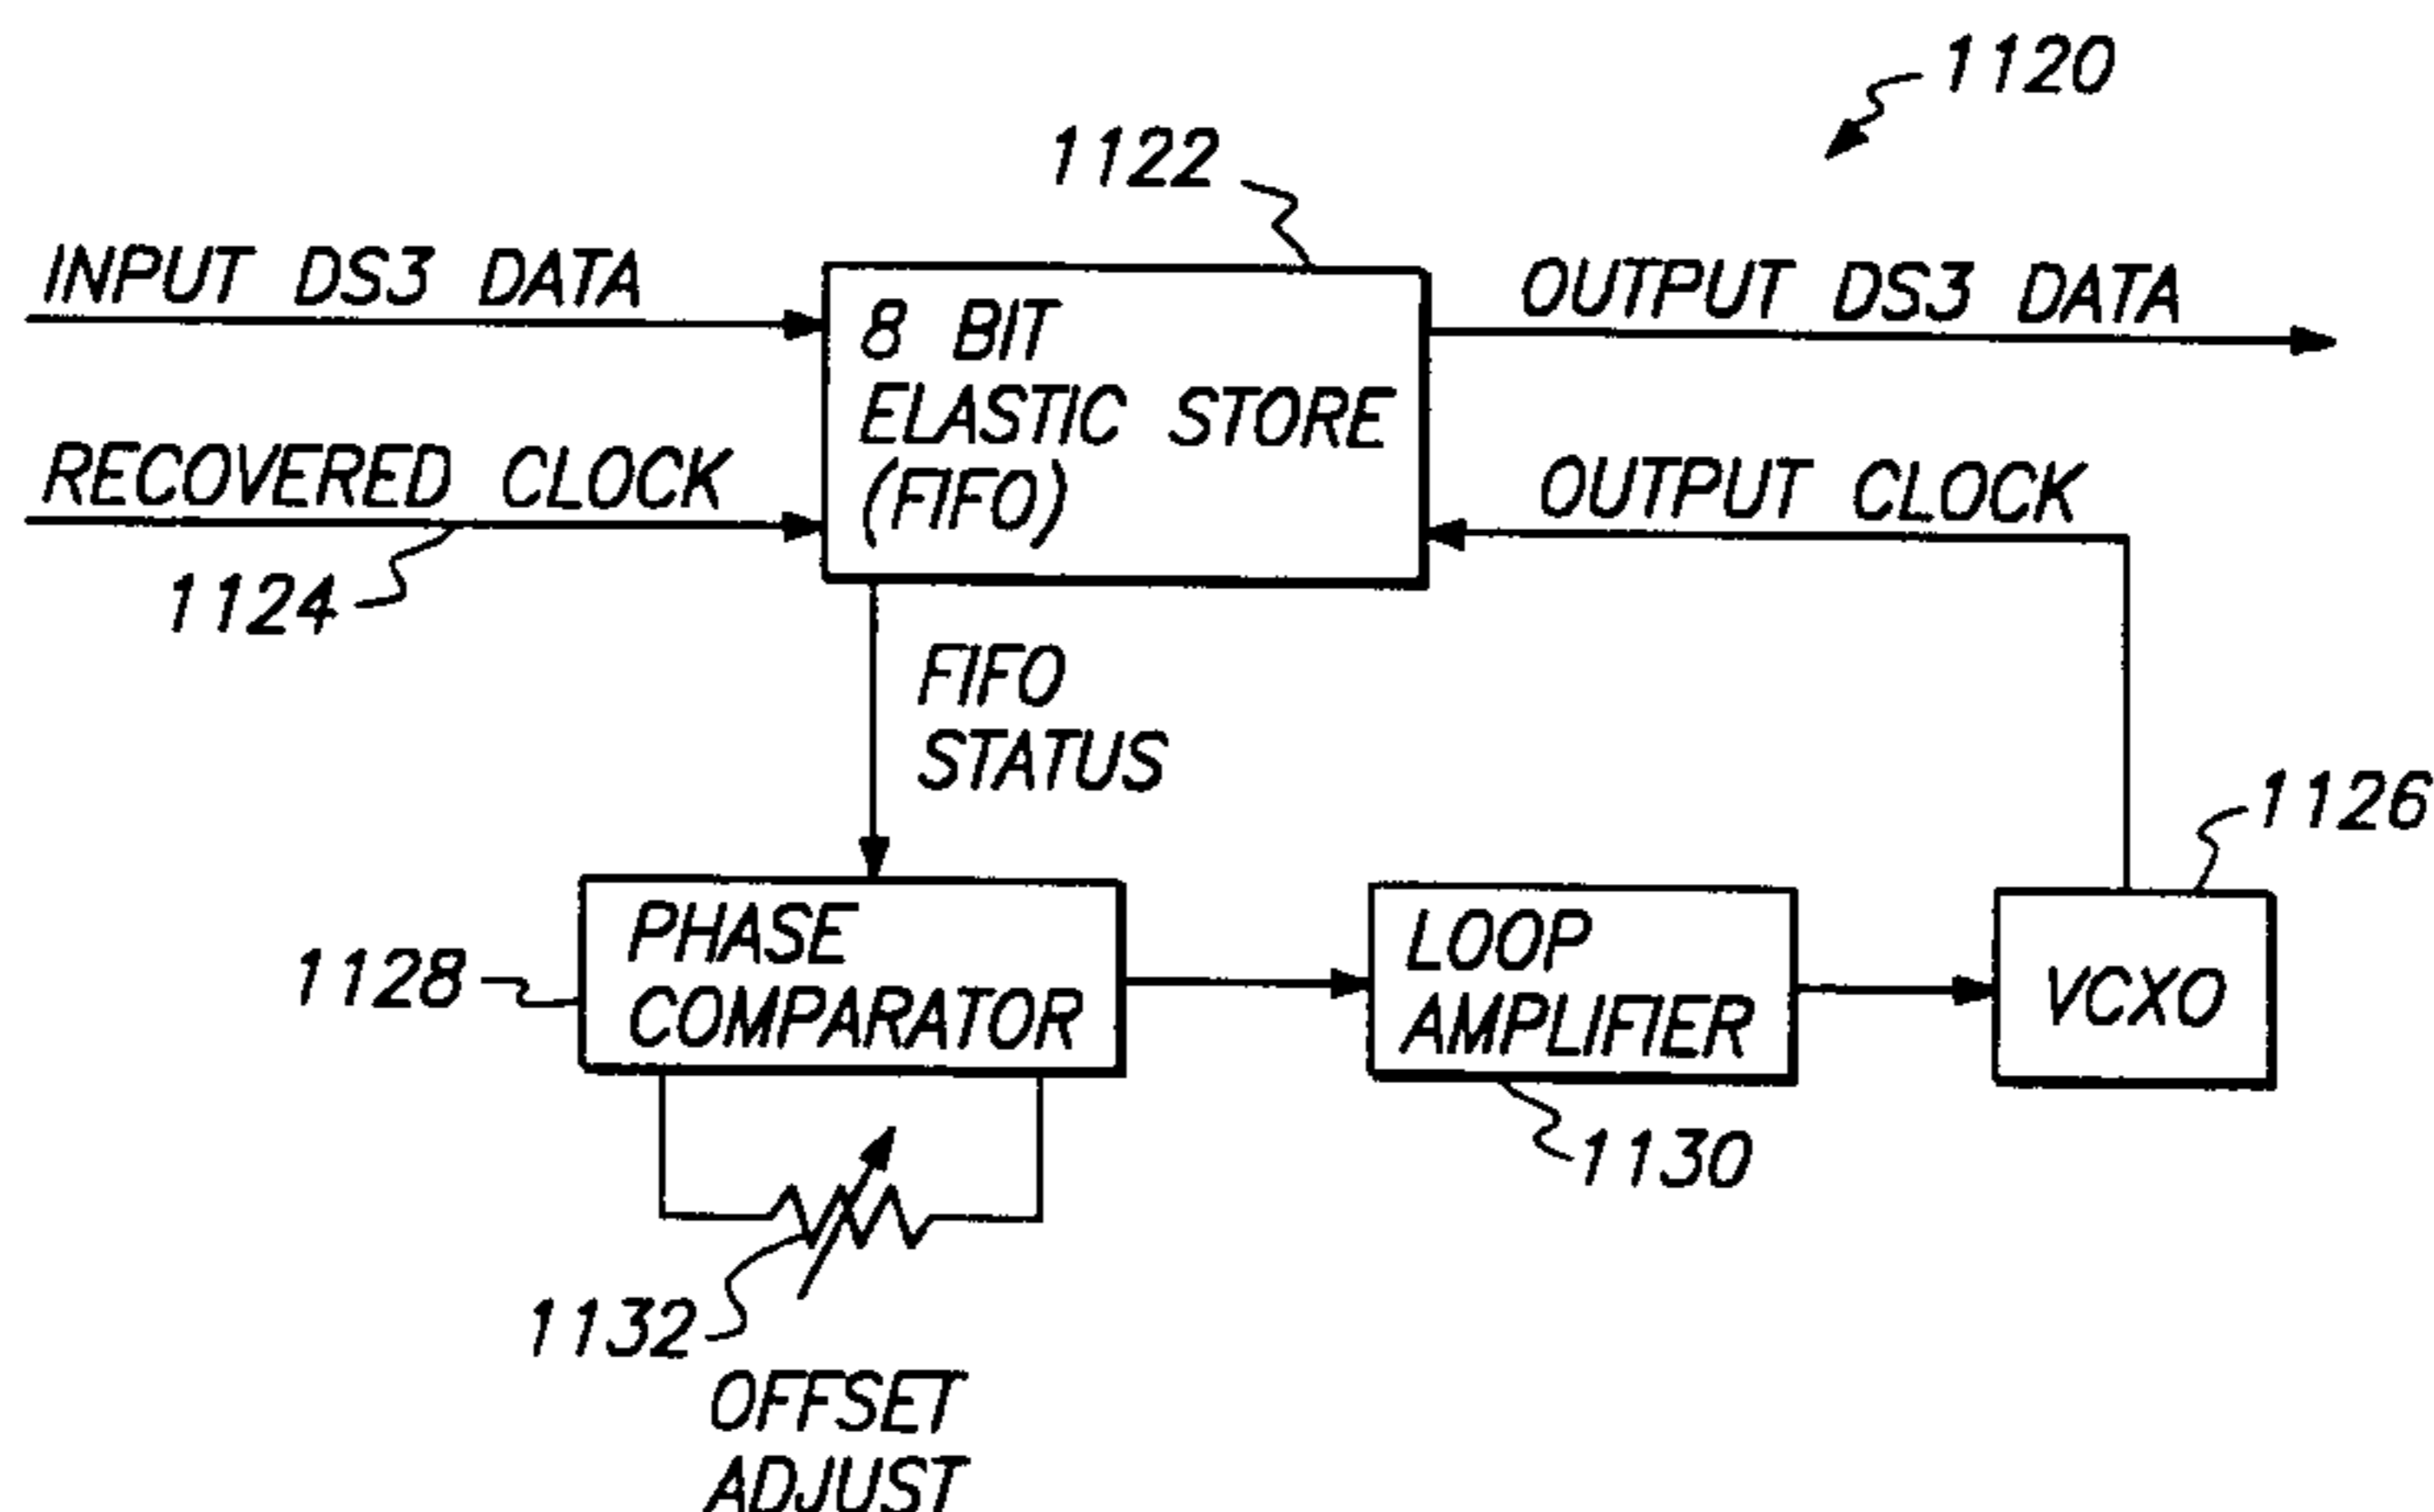 1120
1122
INPUT DS3 DATA
8 BIT
ELASTIC STORE
(FIFO)
OUTPUT DS3 DATA
RECOVERED CLOCK
OUTPUT CLOCK
1124
FIFO
STATUS
1126
1128
PHASE
COMPARATOR
LOOP
AMPLIFIER
VCXO
1130
1132
OFFSET
ADJUST